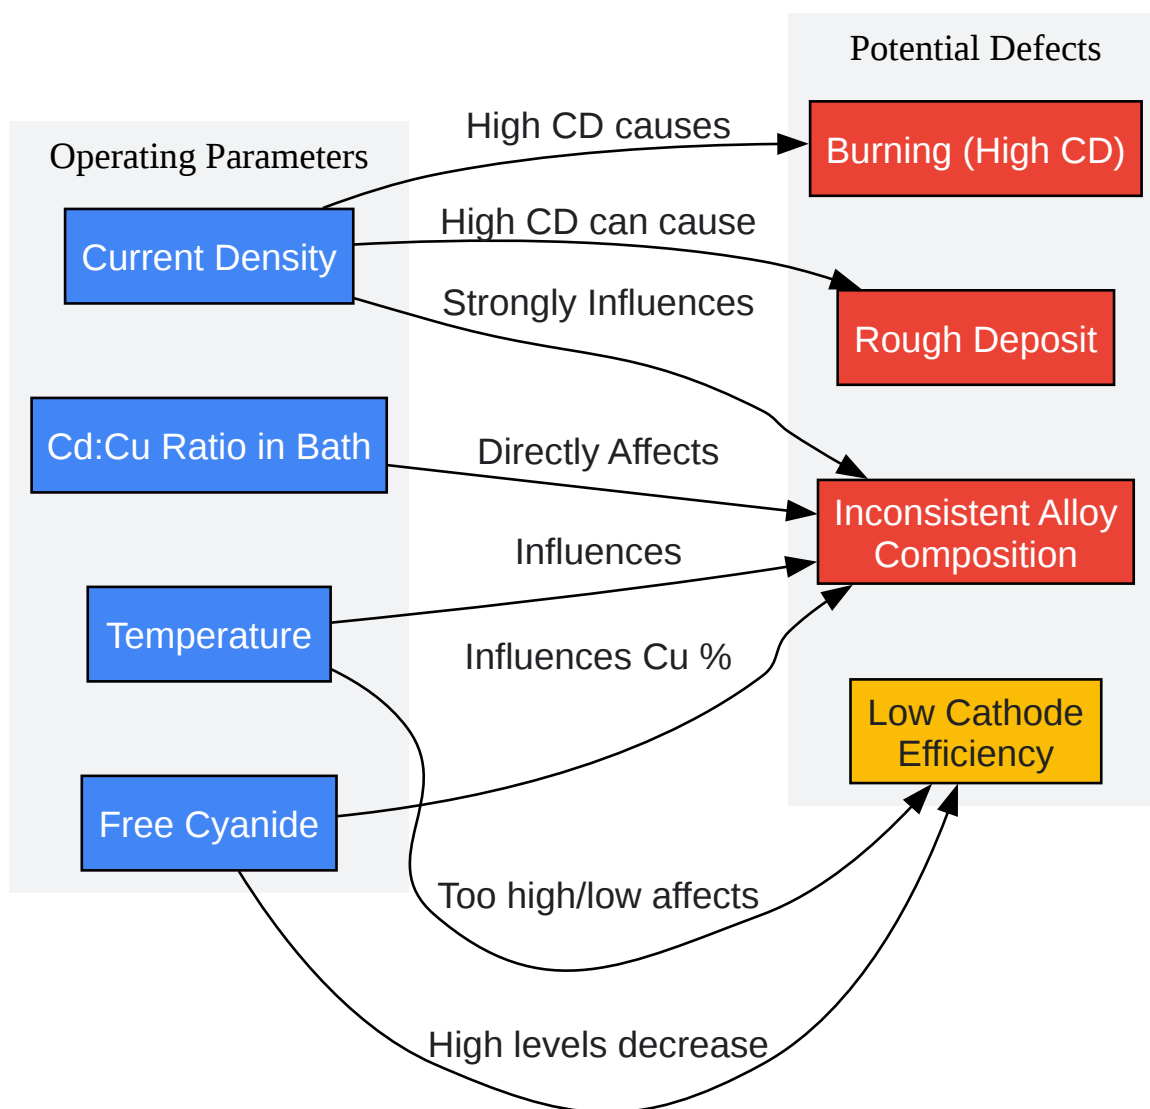 Potential Defects
High CD causes
Burning (High CD)
Operating Parameters
High CD can cause
Current Density
Strongly Influences
Rough Deposit
Cd:Cu Ratio in Bath
Directly Affects
Inconsistent Alloy
Composition
Influences
Temperature
Influences Cu %
Low Cathode
Efficiency
Free Cyanide
Too high/low affects
High levels decrease